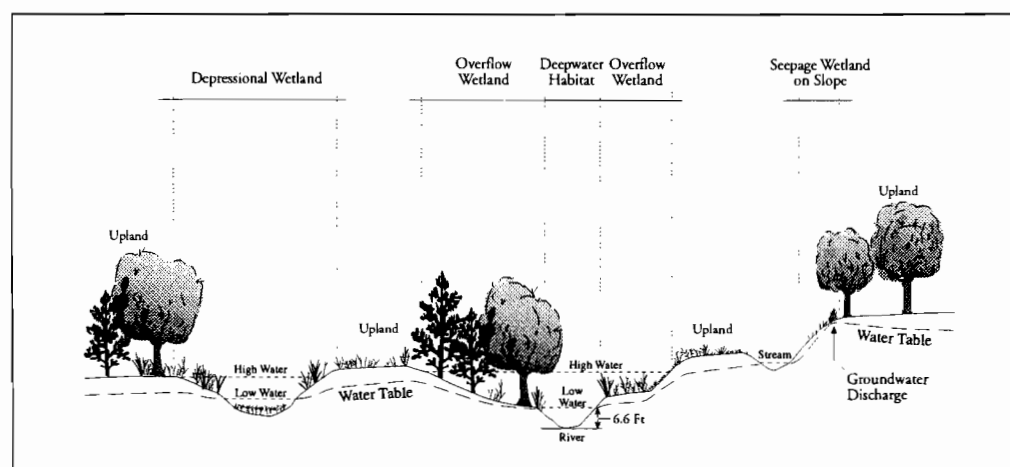 Depressional Wetland
Overflow
Wetland
Deepwater
Habitat
Overflow
Wetland
Seepage Wetland
on Slope
Upland
Upland
High Water
Low Water
Water Table
Upland
High Water
Low
Water
6.6 Ft
River
Upland
Stream
Upland
Water Table
Groundwater
Discharge